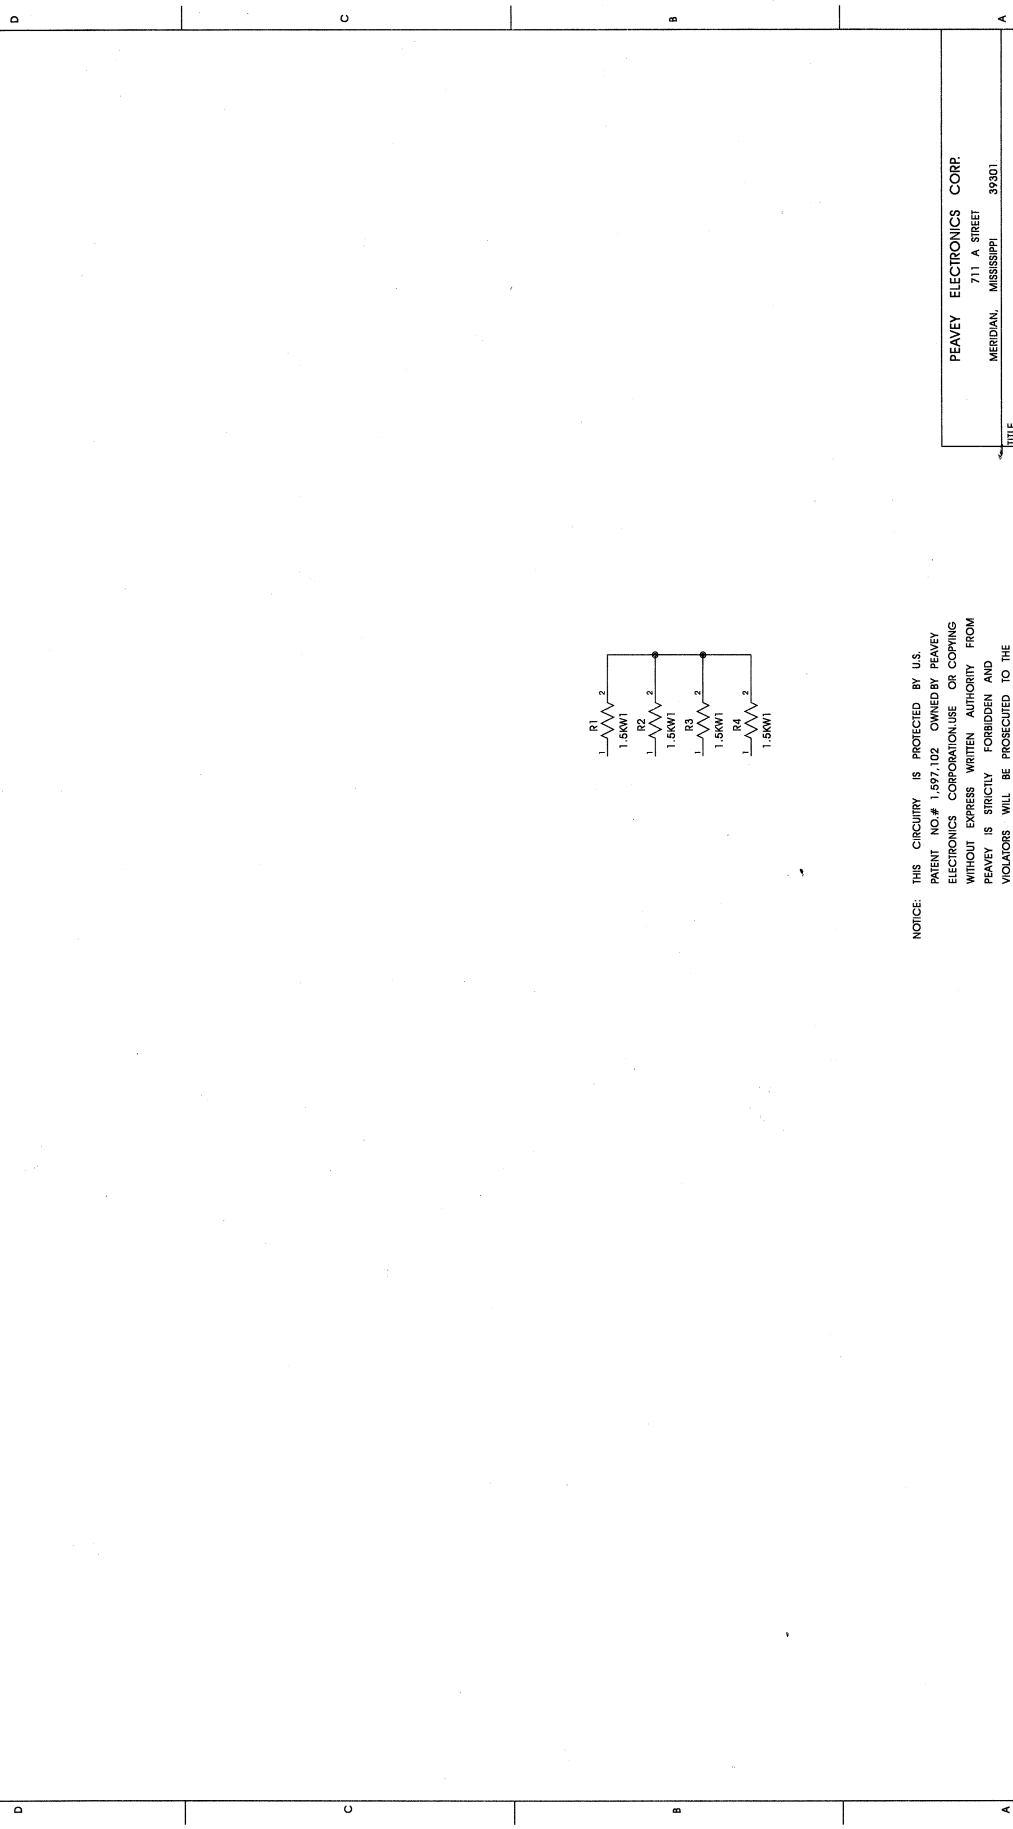 D
C
B
A
PEAVEY ELECTRONICS CORP.
711 A STREET
MERIDIAN, MISSISSIPPI 39301
TITLE
R1
1
2
1.5KW1
R2
1
2
1.5KW1
R3
1
2
1.5KW1
R4
1
2
1.5KW1
NOTICE: THIS CIRCUITRY IS PROTECTED BY U.S.
PATENT NO.# 1,597,102 OWNED BY PEAVEY
ELECTRONICS CORPORATION.USE OR COPYING
WITHOUT EXPRESS WRITTEN AUTHORITY FROM
PEAVEY IS STRICTLY FORBIDDEN AND
VIOLATORS WILL BE PROSECUTED TO THE
D
C
B
A